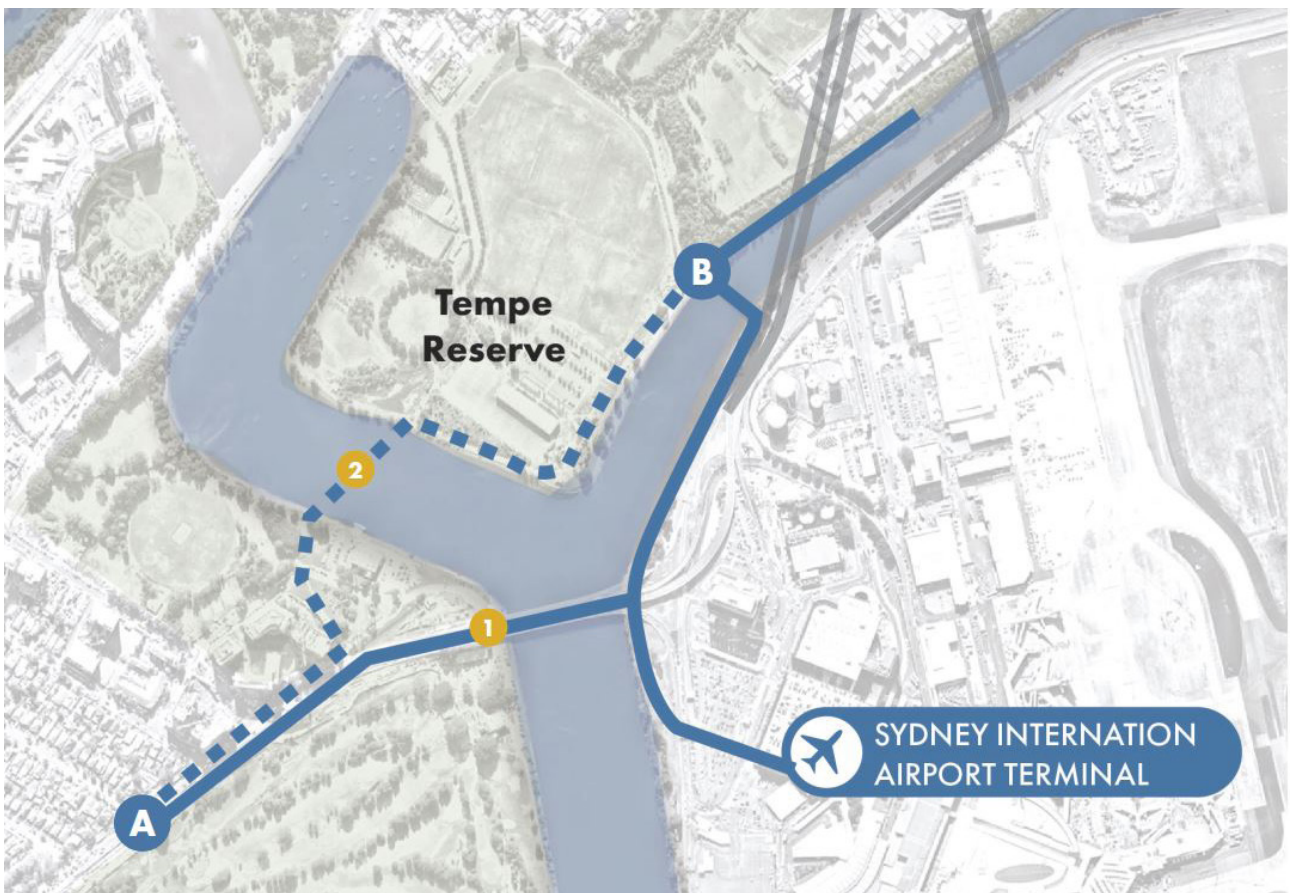 B
Tempe
Reserve
2
1
SYDNEY INTERNATION
AIRPORT TERMINAL
A